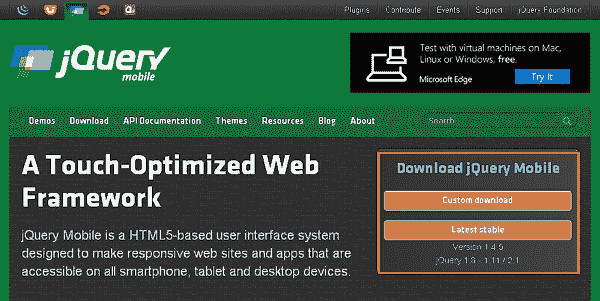 Plugins Contribute Events Support jQuery Foundation
jQuery
mobile
Test with virtual machines on Mac,
Linux or Windows, free.
Microsoft Edge
Try It
Demos Download API Documentation Themes Resources Blog About
Search
A Touch-Optimized Web
Framework
jQuery Mobile is a HTML5-based user interface system
designed to make responsive web sites and apps that are
accessible on all smartphone, tablet and desktop devices.
Download jQuery Mobile
Custom download
Latest stable
Version 1.4.5
jQuery 1.8 - 1.11 / 2.1